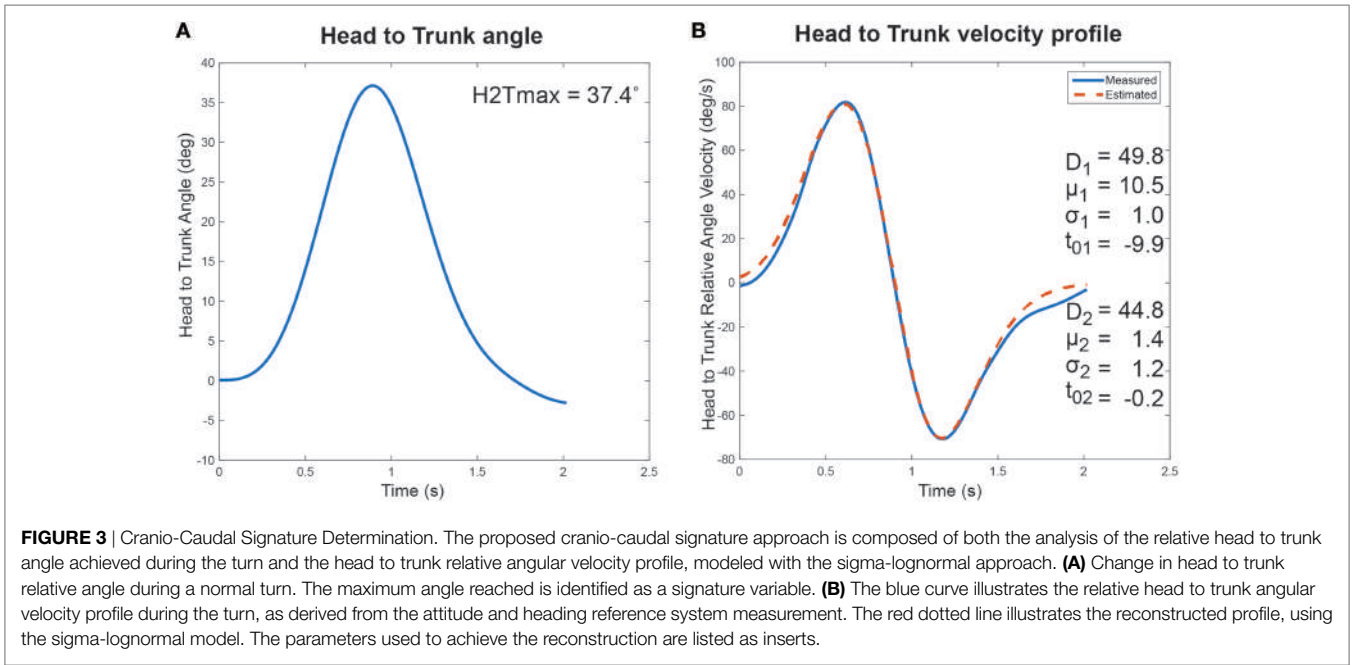 A
Head to Trunk angle
H2Tmax = 37.4°
Head to Trunk Angle (deg)
40
35
30
25
20
15
10
5
0
-5
-10
0
0.5
1
1.5
2
2.5
Time (s)
B
Head to Trunk velocity profile
Measured
Estimated
Head to Trunk Relative Angle Velocity (deg/s)
100
80
60
40
20
0
-20
-40
-60
-80
D1 = 49.8
μ1 = 10.5
σ1 = 1.0
t01 = -9.9
D2 = 44.8
μ2 = 1.4
σ2 = 1.2
t02 = -0.2
0
0.5
1
1.5
2
2.5
Time (s)
FIGURE 3 | Cranio-Caudal Signature Determination. The proposed cranio-caudal signature approach is composed of both the analysis of the relative head to trunk
angle achieved during the turn and the head to trunk relative angular velocity profile, modeled with the sigma-lognormal approach. (A) Change in head to trunk
relative angle during a normal turn. The maximum angle reached is identified as a signature variable. (B) The blue curve illustrates the relative head to trunk angular
velocity profile during the turn, as derived from the attitude and heading reference system measurement. The red dotted line illustrates the reconstructed profile, using
the sigma-lognormal model. The parameters used to achieve the reconstruction are listed as inserts.